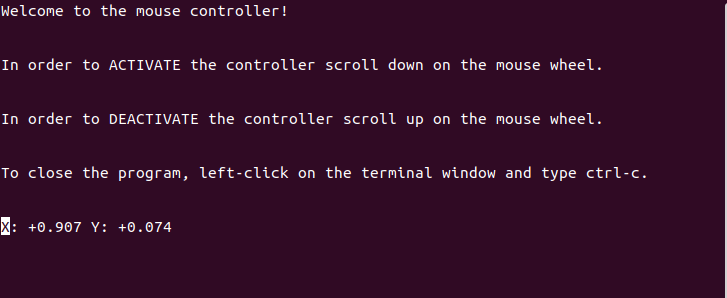 Welcome to the mouse controller!
In order to ACTIVATE the controller scroll down on the mouse wheel.
In order to DEACTIVATE the controller scroll up on the mouse wheel.
To close the program, left-click on the terminal window and type ctrl-c.
X: +0.907 Y: +0.074